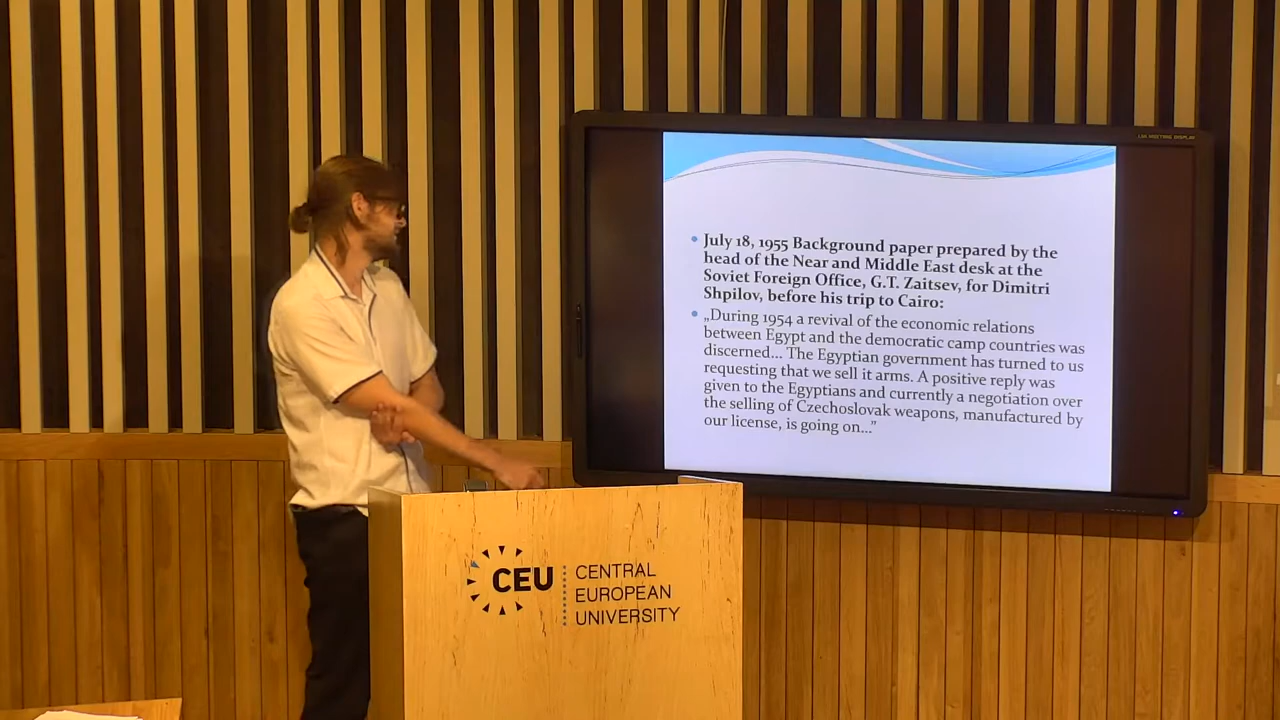 July 18, 1955 Background paper prepared by the
head of the Near and Middle East desk at the
Soviet Foreign Office, G.T. Zaitsev, for Dimitri
Shpilov, before his trip to Cairo:
„During 1954 a revival of the economic relations
between Egypt and the democratic camp countries was
discerned... The Egyptian government has turned to us
requesting that we sell it arms. A positive reply was
given to the Egyptians and currently a negotiation over
the selling of Czechoslovak weapons, manufactured by
our license, is going on...”
CEU
CENTRAL
EUROPEAN
UNIVERSITY